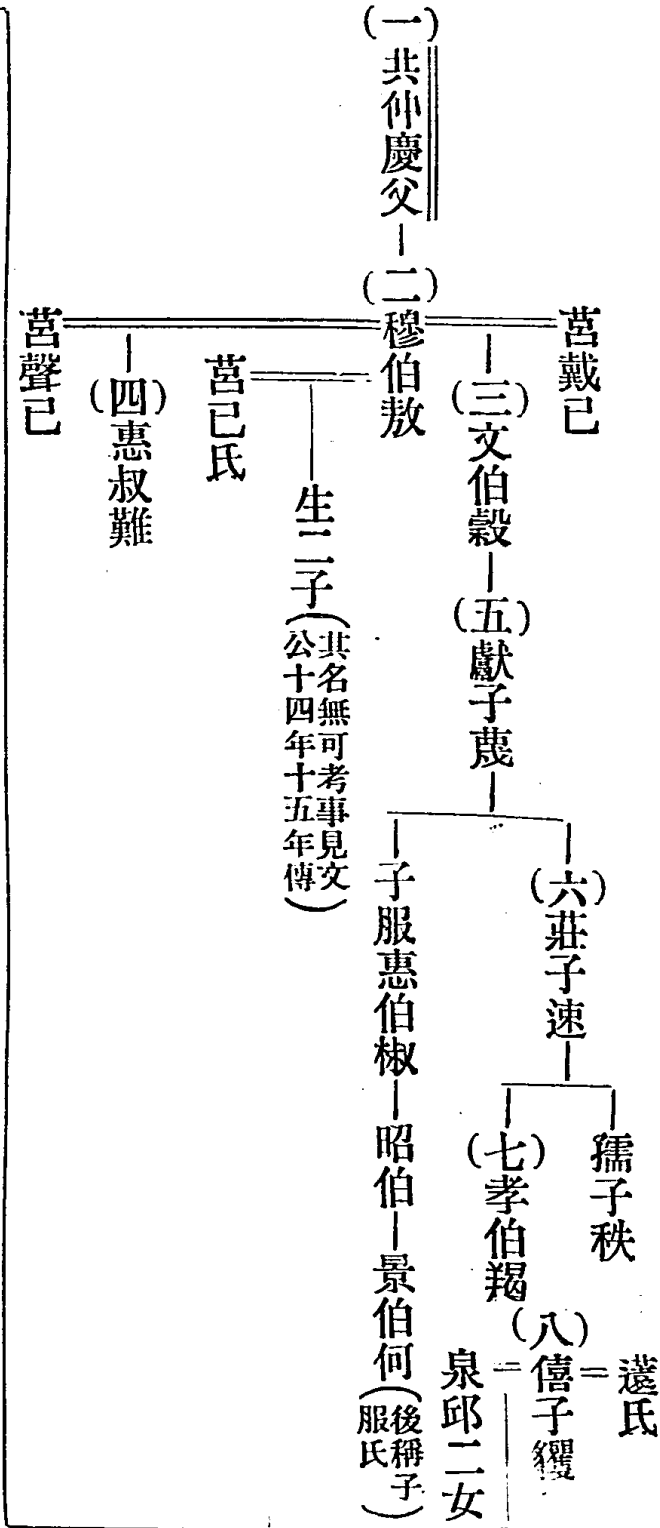 (一)共仲慶父
(二)穆伯敖
莒戴己
(三)文伯穀
(五)獻子蔑
(六)莊子速
孺子秩
(七)孝伯羯
薳氏
(八)僖子貜
泉邱二女
子服惠伯椒
昭伯
景伯何(後稱子
服氏)
莒己氏
生二子(其名無可考事見文
公十四年十五年傳)
(四)惠叔難
莒聲己